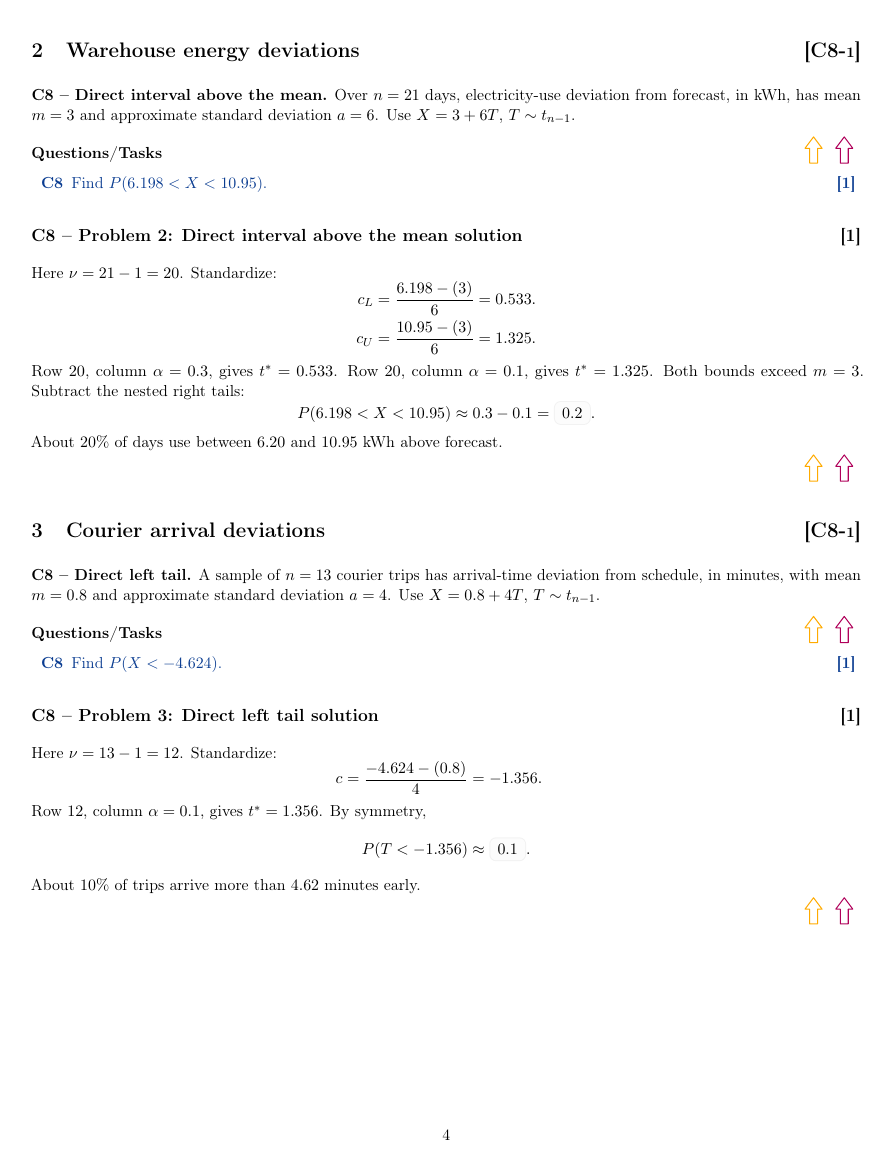 2 Warehouse energy deviations [C8-1]
C8 – Direct interval above the mean. Over n = 21 days, electricity-use deviation from forecast, in kWh, has mean
m = 3 and approximate standard deviation a = 6. Use X = 3 + 6T, T ∼ tₙ₋₁.
Questions/Tasks
C8 Find P(6.198 < X < 10.95). [1]
C8 – Problem 2: Direct interval above the mean solution [1]
Here ν = 21 − 1 = 20. Standardize:
c_L = \frac{6.198 − (3)}{6} = 0.533.
c_U = \frac{10.95 − (3)}{6} = 1.325.
Row 20, column α = 0.3, gives t* = 0.533. Row 20, column α = 0.1, gives t* = 1.325. Both bounds exceed m = 3.
Subtract the nested right tails:
P(6.198 < X < 10.95) ≈ 0.3 − 0.1 = 0.2 .
About 20% of days use between 6.20 and 10.95 kWh above forecast.
3 Courier arrival deviations [C8-1]
C8 – Direct left tail. A sample of n = 13 courier trips has arrival-time deviation from schedule, in minutes, with mean
m = 0.8 and approximate standard deviation a = 4. Use X = 0.8 + 4T, T ∼ tₙ₋₁.
Questions/Tasks
C8 Find P(X < −4.624). [1]
C8 – Problem 3: Direct left tail solution [1]
Here ν = 13 − 1 = 12. Standardize:
c = \frac{−4.624 − (0.8)}{4} = −1.356.
Row 12, column α = 0.1, gives t* = 1.356. By symmetry,
P(T < −1.356) ≈ 0.1 .
About 10% of trips arrive more than 4.62 minutes early.
4